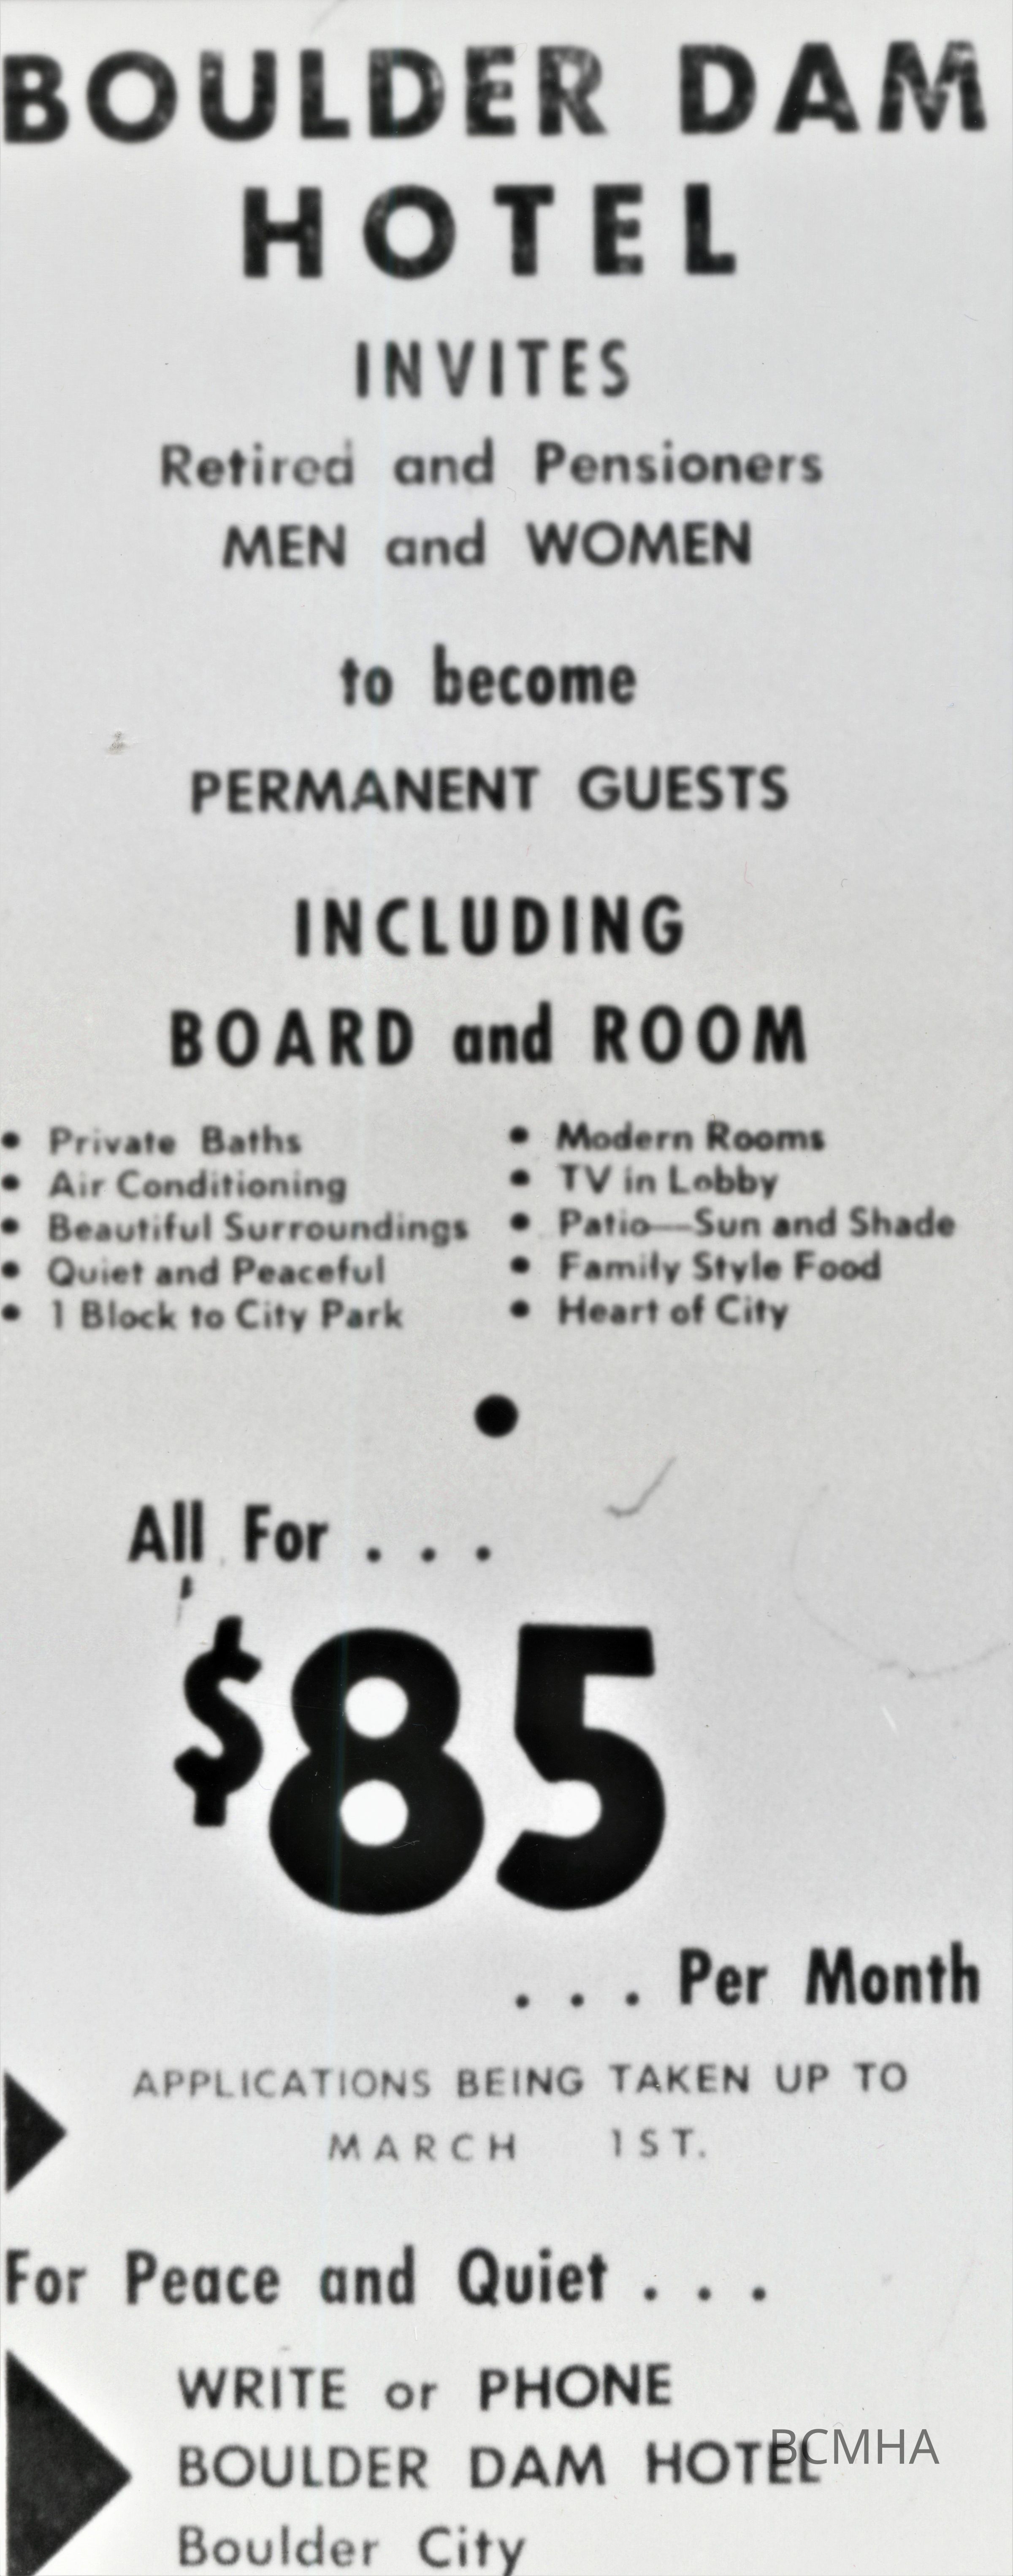 BOULDER DAM
HOTEL
INVITES
Retired and Pensioners
MEN and WOMEN
to become
PERMANENT GUESTS
INCLUDING
BOARD and ROOM
• Private Baths
• Air Conditioning
• Beautiful Surroundings
• Quiet and Peaceful
• 1 Block to City Park
• Modern Rooms
• TV in Lobby
• Patio—Sun and Shade
• Family Style Food
• Heart of City
All For . . .
$85
. . . Per Month
APPLICATIONS BEING TAKEN UP TO
MARCH 1ST.
For Peace and Quiet . . .
WRITE or PHONE
BOULDER DAM HOTEL
BCMHA
Boulder City